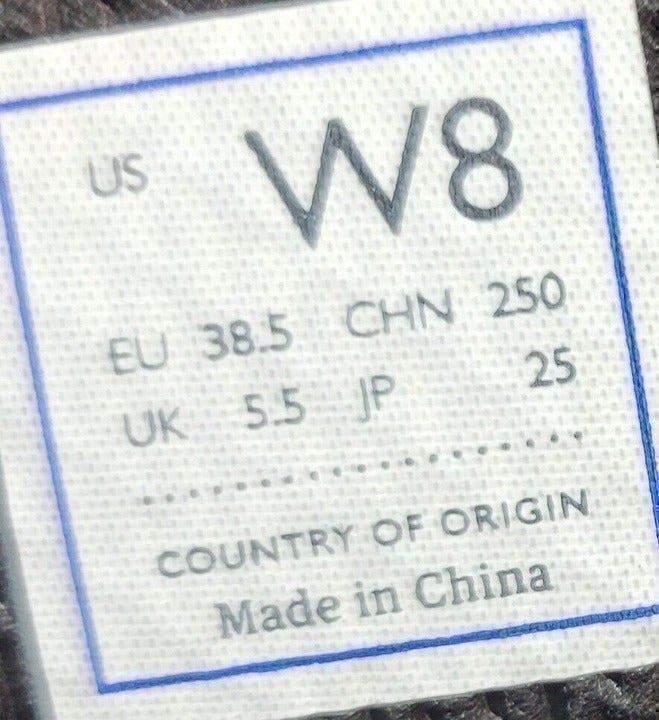 US W8
EU 38.5 CHN 250
UK 5.5 JP 25
COUNTRY OF ORIGIN
Made in China